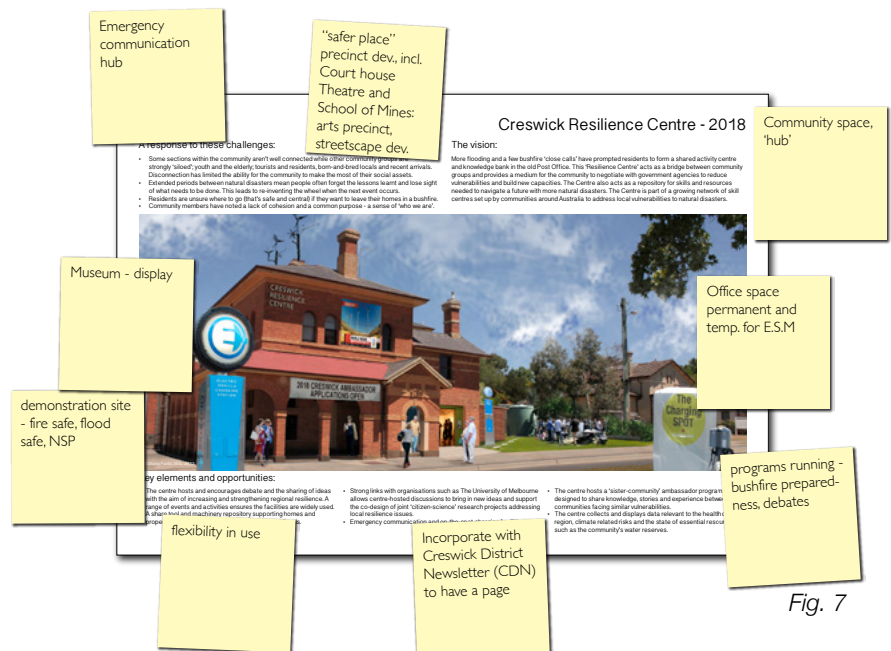 Emergency
communication
hub
"safer place"
precinct dev., incl.
Court house
Theatre and
School of Mines:
arts precinct,
streetscape dev.
Creswick Resilience Centre - 2018
Community space,
'hub'
A response to these challenges:
• Some sections within the community aren't well connected while other community groups are
strongly 'siloed'; youth and the elderly; tourists and residents, born-and-bred locals and recent arrivals.
Disconnection has limited the ability for the community to make the most of their social assets.
• Extended periods between natural disasters mean people often forget the lessons learnt and lose sight
of what needs to be done. This leads to re-inventing the wheel when the next event occurs.
• Residents are unsure where to go (that's safe and central) if they want to leave their homes in a bushfire.
• Community members have noted a lack of cohesion and a common purpose - a sense of 'who we are'.
The vision:
More flooding and a few bushfire 'close calls' have prompted residents to form a shared activity centre
and knowledge bank in the old Post Office. This 'Resilience Centre' acts as a bridge between community
groups and provides a medium for the community to negotiate with government agencies to reduce
vulnerabilities and build new capacities. The Centre also acts as a repository for skills and resources
needed to navigate a future with more natural disasters. The Centre is part of a growing network of skill
centres set up by communities around Australia to address local vulnerabilities to natural disasters.
Museum - display
CRESWICK
RESILIENCE
CENTRE
E
ELECTRIC
VEHICLE
CHARGING
STATION
2018 CRESWICK AMBASSADOR
APPLICATIONS OPEN
Office space
permanent and
temp. for E.S.M
The
Charging
SPOT
demonstration site
- fire safe, flood
safe, NSP
ey elements and opportunities:
The centre hosts and encourages debate and the sharing of ideas
with the aim of increasing and strengthening regional resilience. A
range of events and activities ensures the facilities are widely used.
A share tool and machinery repository supporting homes and
• Strong links with organisations such as The University of Melbourne
allows centre-hosted discussions to bring in new ideas and support
the co-design of joint 'citizen-science' research projects addressing
local resilience issues.
• Emergency communication and
• The centre hosts a 'sister-community' ambassador program
designed to share knowledge, stories and experience between
communities facing similar vulnerabilities.
• The centre collects and displays data relevant to the
region, climate related risks and the state of essential
such as the community's water reserves.
programs running -
bushfire prepared-
ness, debates
flexibility in use
Incorporate with
Creswick District
Newsletter (CDN)
to have a page
Fig. 7